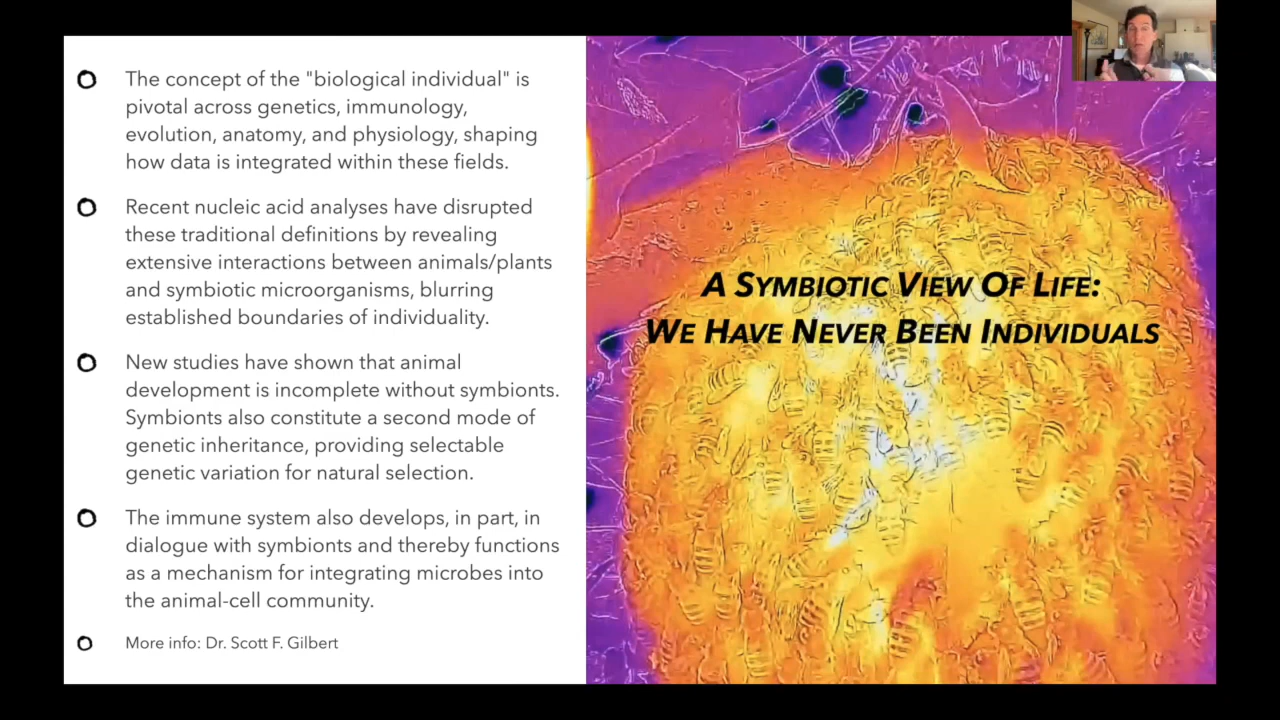 The concept of the "biological individual" is
pivotal across genetics, immunology,
evolution, anatomy, and physiology, shaping
how data is integrated within these fields.
Recent nucleic acid analyses have disrupted
these traditional definitions by revealing
extensive interactions between animals/plants
and symbiotic microorganisms, blurring
established boundaries of individuality.
New studies have shown that animal
development is incomplete without symbionts.
Symbionts also constitute a second mode of
genetic inheritance, providing selectable
genetic variation for natural selection.
The immune system also develops, in part, in
dialogue with symbionts and thereby functions
as a mechanism for integrating microbes into
the animal-cell community.
More info: Dr. Scott F. Gilbert
A SYMBIOTIC VIEW OF LIFE:
WE HAVE NEVER BEEN INDIVIDUALS